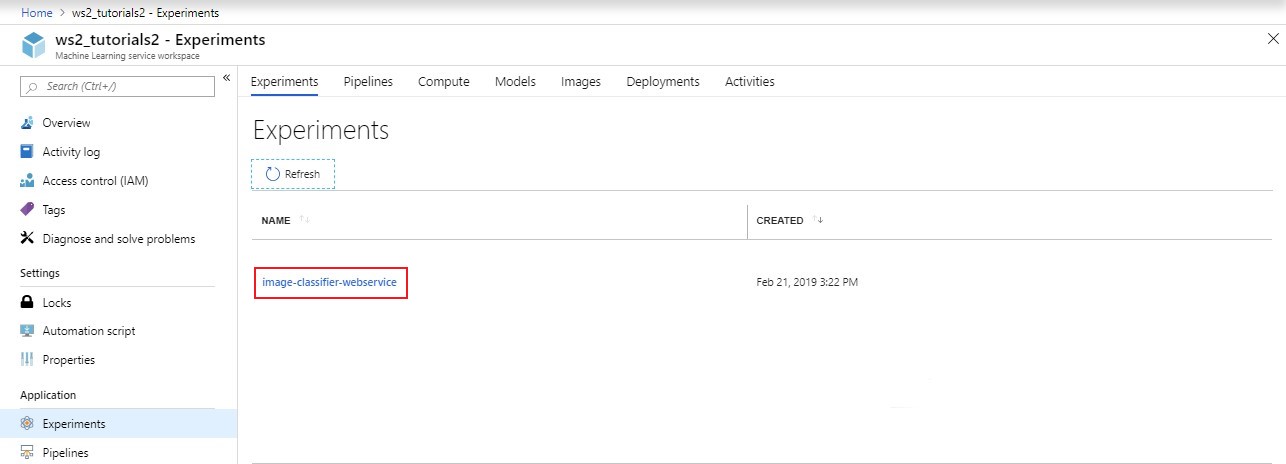 Home > ws2_tutorials2 - Experiments
ws2_tutorials2 - Experiments
Machine Learning service workspace
Search (Ctrl+/)
Overview
Activity log
Access control (IAM)
Tags
Diagnose and solve problems
Settings
Locks
Automation script
Properties
Application
Experiments
Pipelines
Experiments Pipelines Compute Models Images Deployments Activities
Experiments
Refresh
NAME CREATED
image-classifier-webservice Feb 21, 2019 3:22 PM